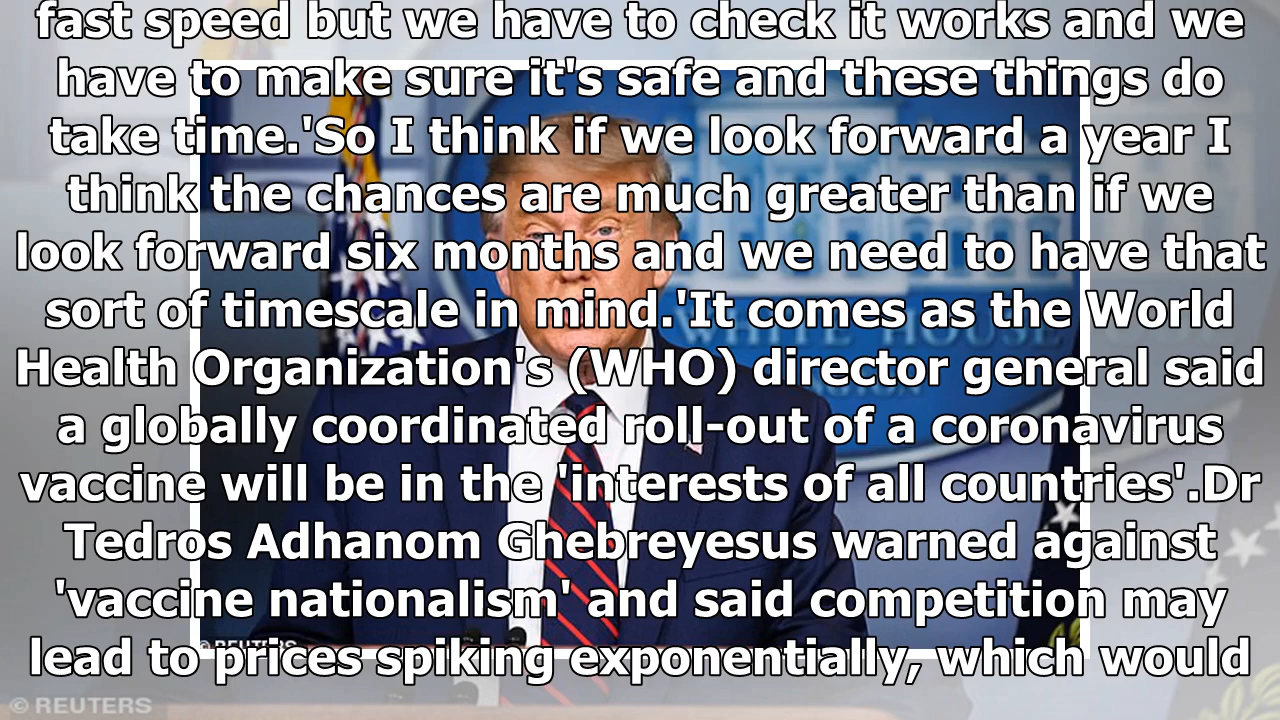 fast speed but we have to check it works and we
have to make sure it's safe and these things do
take time.'So I think if we look forward a year I
think the chances are much greater than if we
look forward six months and we need to have that
sort of timescale in mind.'It comes as the World
Health Organization's (WHO) director general said
a globally coordinated roll-out of a coronavirus
vaccine will be in the 'interests of all countries'.Dr
Tedros Adhanom Ghebreyesus warned against
'vaccine nationalism' and said competition may
lead to prices spiking exponentially, which would
© REUTERS
© REUTERS